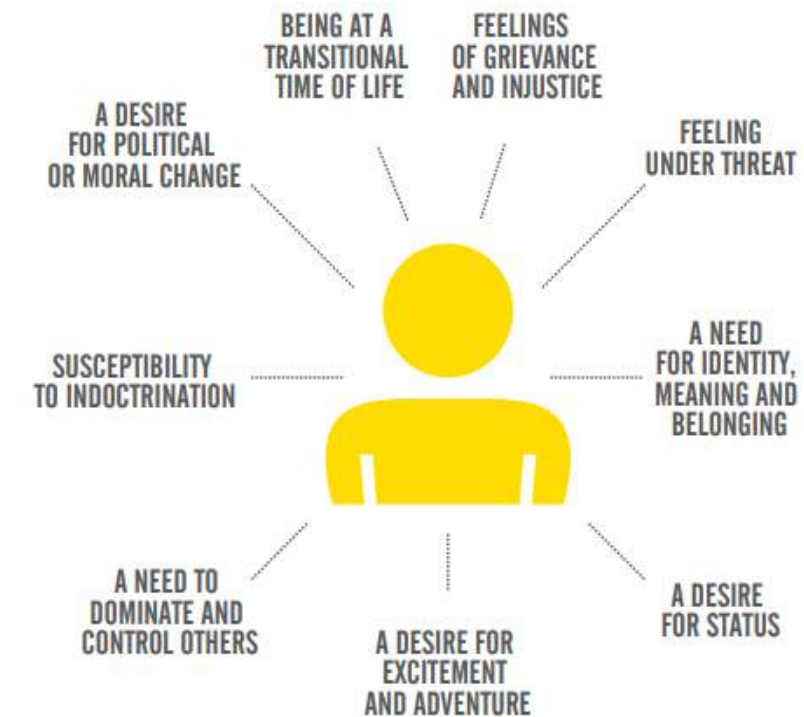 BEING AT A
TRANSITIONAL
TIME OF LIFE
FEELINGS
OF GRIEVANCE
AND INJUSTICE
A DESIRE
FOR POLITICAL
OR MORAL CHANGE
FEELING
UNDER THREAT
SUSCEPTIBILITY
TO INDOCTRINATION
A NEED
FOR IDENTITY,
MEANING AND
BELONGING
A NEED TO
DOMINATE AND
CONTROL OTHERS
A DESIRE FOR
EXCITEMENT
AND ADVENTURE
A DESIRE
FOR STATUS